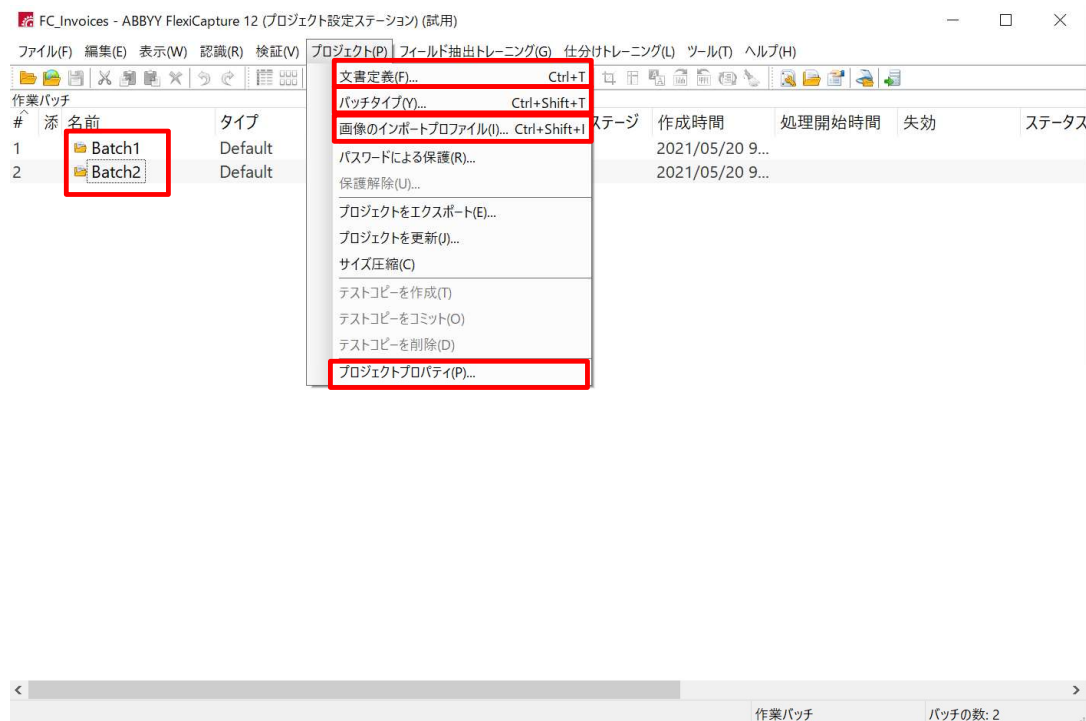 FC_Invoices - ABBYY FlexiCapture 12 (プロジェクト設定ステーション) (試用)
ファイル(F) 編集(E) 表示(W) 認識(R) 検証(V) プロジェクト(P) フィールド抽出トレーニング(G) 仕分けトレーニング(L) ツール(T) ヘルプ(H)
文書定義(F)... Ctrl+T
作業バッチ
バッチタイプ(Y)... Ctrl+Shift+T
# 添 名前 タイプ ステージ 作成時間 処理開始時間 失効 ステータス
画像のインポートプロファイル(I)... Ctrl+Shift+I
1 Batch1 Default 2021/05/20 9...
パスワードによる保護(R)...
2 Batch2 Default 2021/05/20 9...
保護解除(U)...
プロジェクトをエクスポート(E)...
プロジェクトを更新(J)...
サイズ圧縮(C)
テストコピーを作成(T)
テストコピーをコミット(O)
テストコピーを削除(D)
プロジェクトプロパティ(P)...
作業バッチ バッチの数: 2